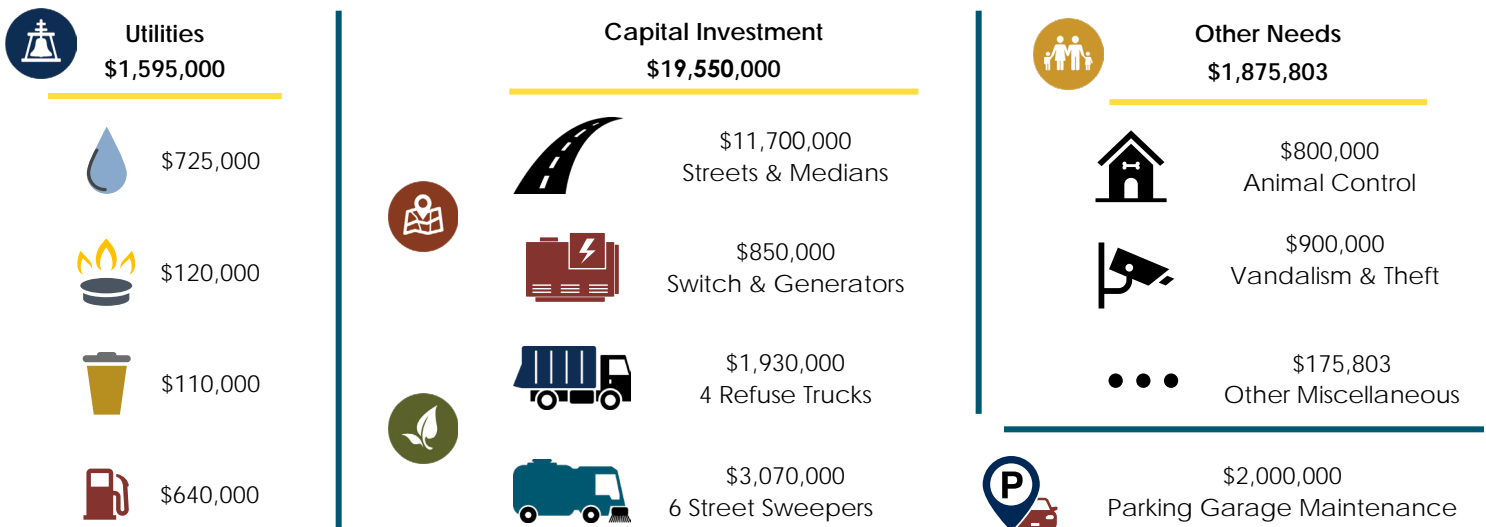 Utilities
$1,595,000
$725,000
$120,000
$110,000
$640,000
Capital Investment
$19,550,000
$11,700,000
Streets & Medians
$850,000
Switch & Generators
$1,930,000
4 Refuse Trucks
$3,070,000
6 Street Sweepers
Other Needs
$1,875,803
$800,000
Animal Control
$900,000
Vandalism & Theft
$175,803
Other Miscellaneous
P
$2,000,000
Parking Garage Maintenance